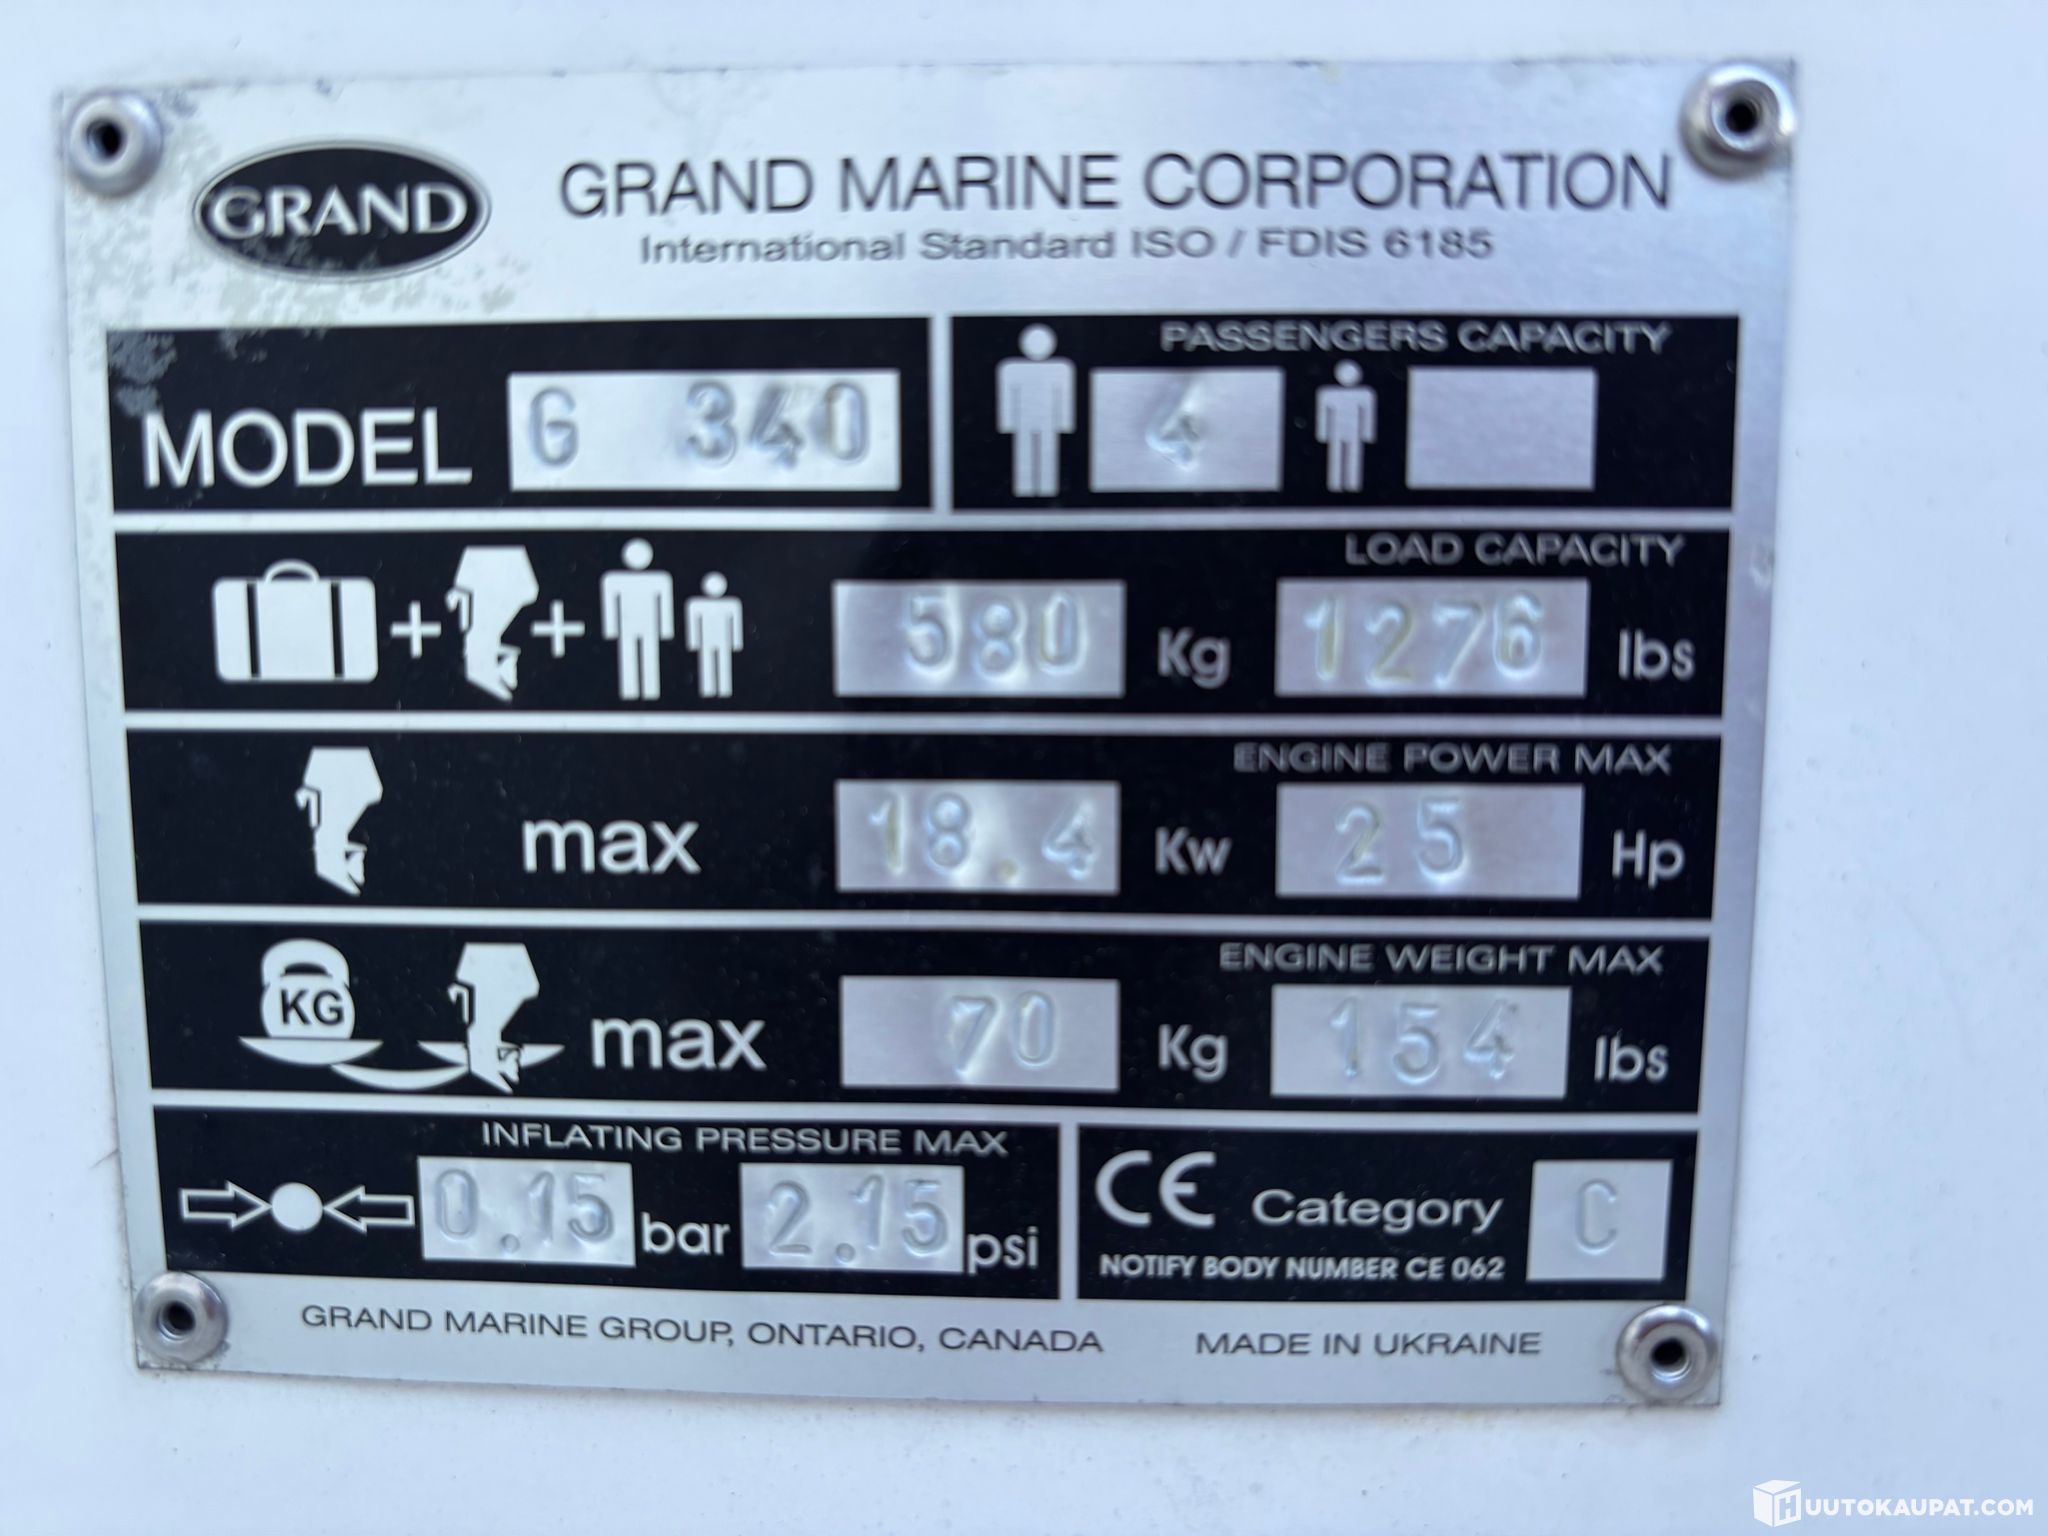 GRAND
GRAND MARINE CORPORATION
International Standard ISO / FDIS 6185
MODEL G 340
PASSENGERS CAPACITY
4
LOAD CAPACITY
580 Kg 1276 lbs
ENGINE POWER MAX
max 18.4 Kw 25 Hp
ENGINE WEIGHT MAX
KG max 70 Kg 154 lbs
INFLATING PRESSURE MAX
0.15 bar 2.15 psi
CE Category C
NOTIFY BODY NUMBER CE 062
GRAND MARINE GROUP, ONTARIO, CANADA MADE IN UKRAINE
HUUTOKAUPAT.COM